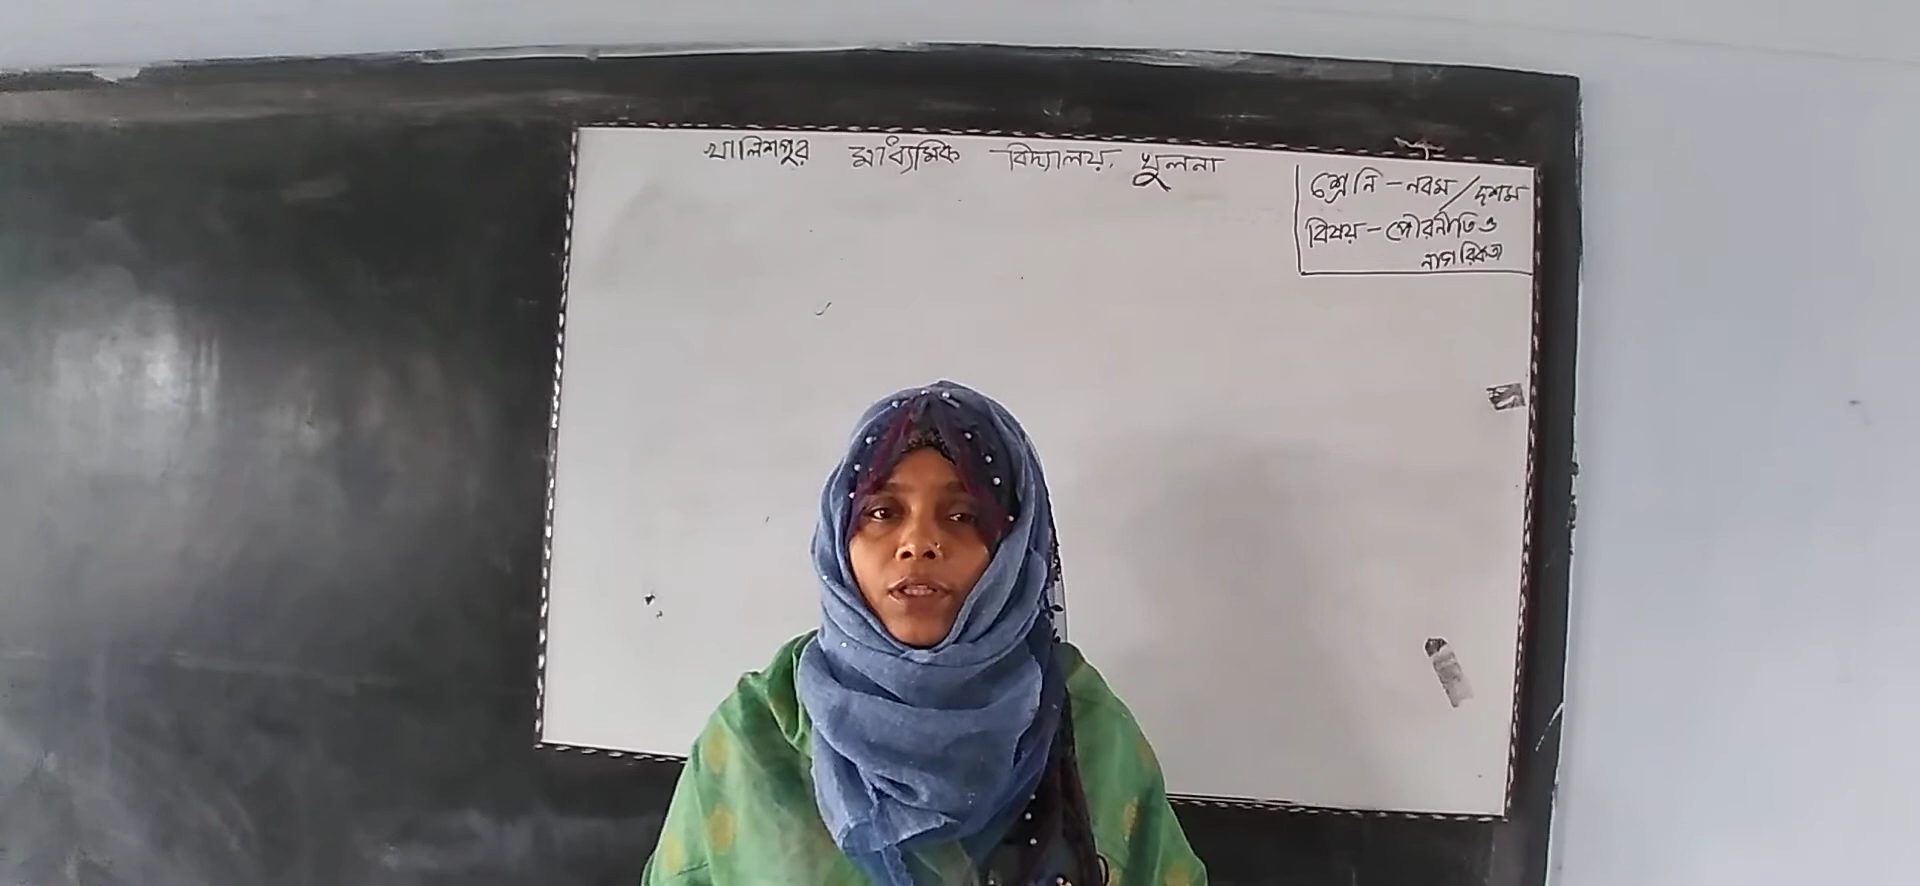 খালিশপুর মাধ্যমিক বিদ্যালয়, খুলনা
শ্রেনি - নবম / দশম
বিষয় - পৌরনীতি ও
নাগরিকতা